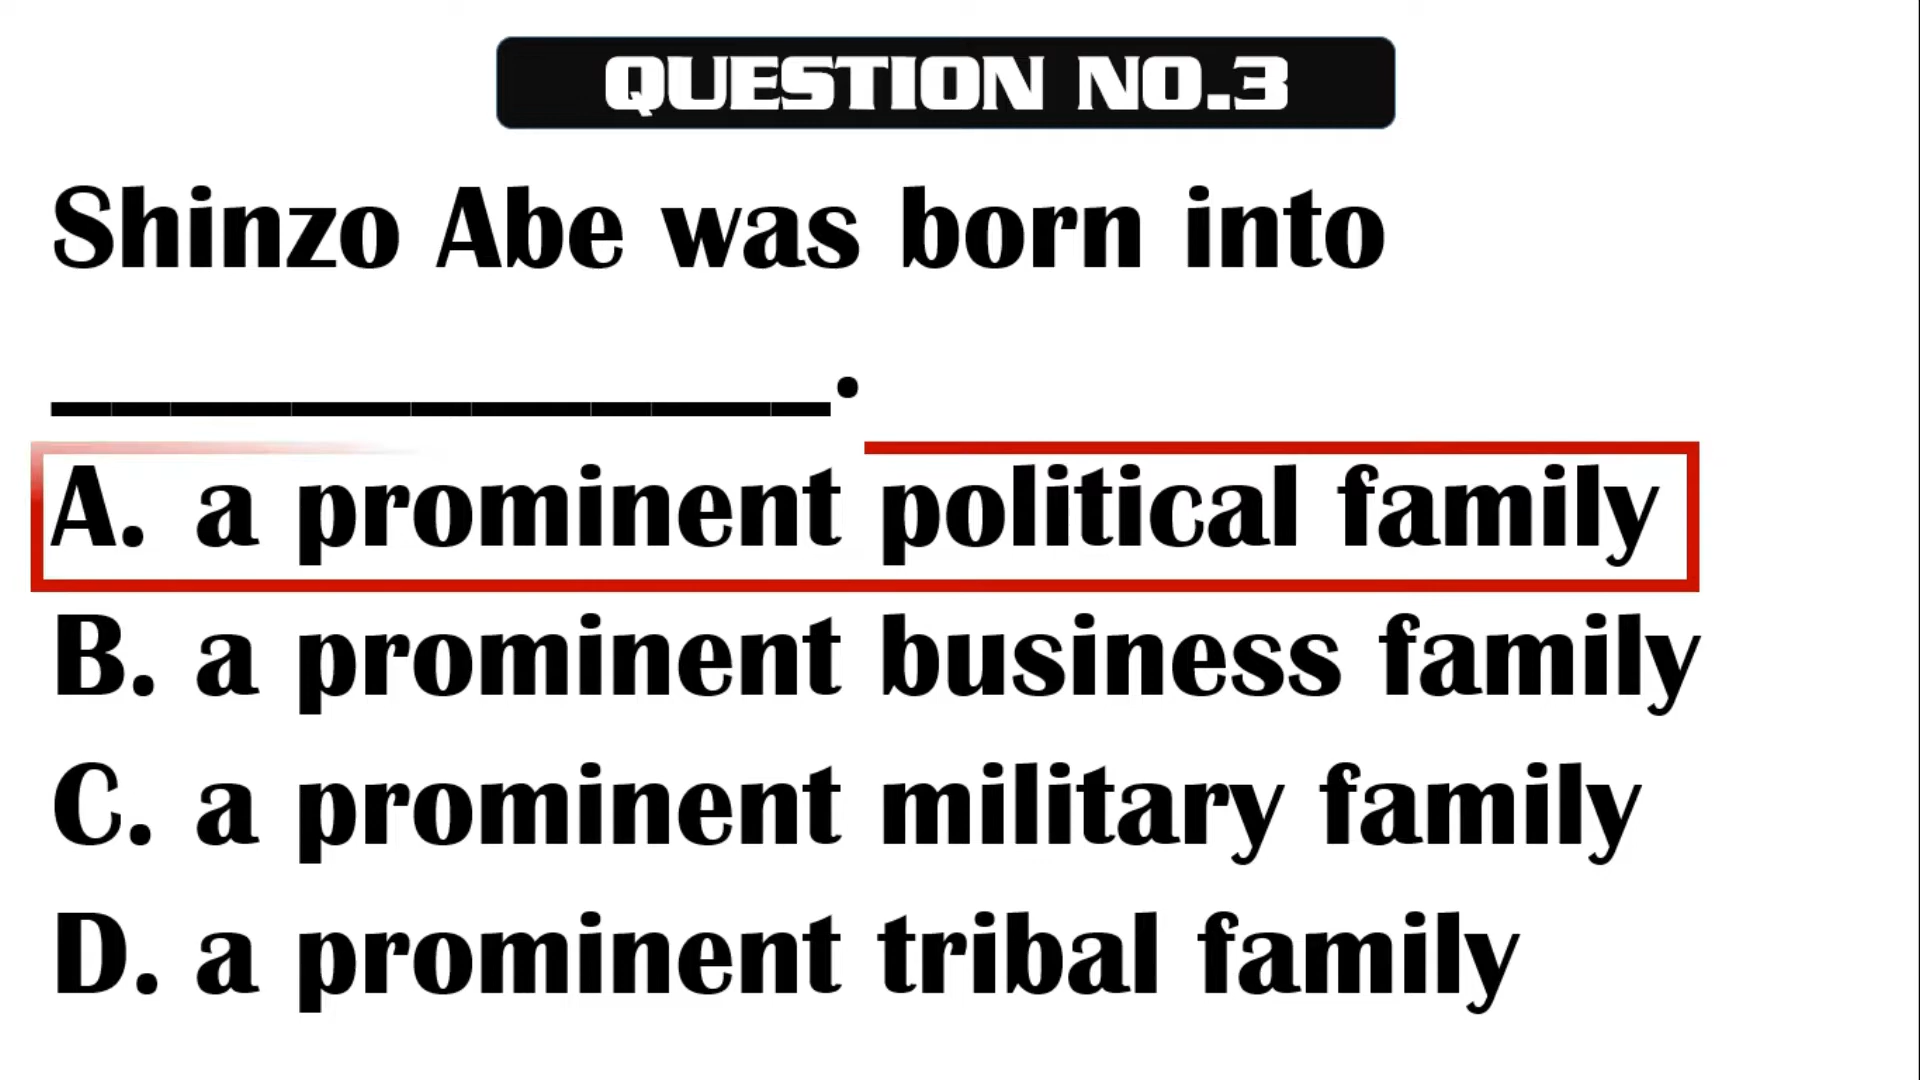 QUESTION NO.3
Shinzo Abe was born into
_____________.
A. a prominent political family
B. a prominent business family
C. a prominent military family
D. a prominent tribal family